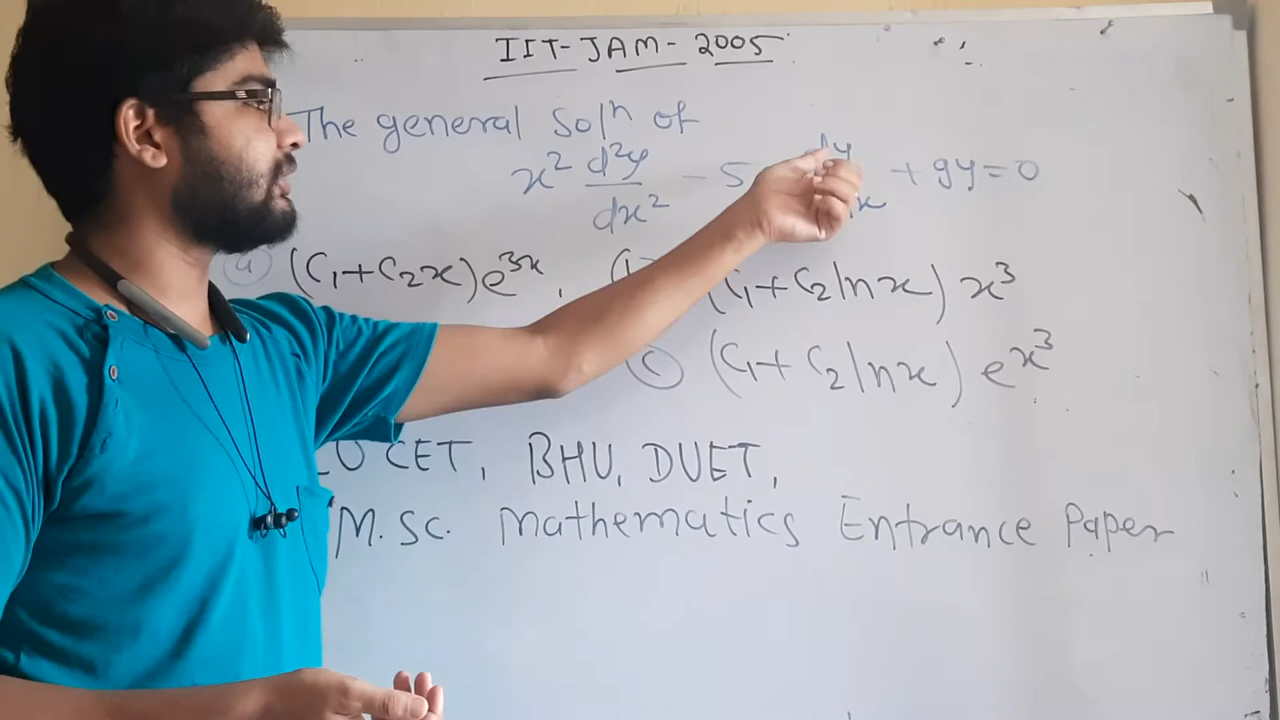 IIT-JAM-2005
The general Solⁿ of
x² d²y/dx² - 5 dy + 9y = 0
(a) (C₁+C₂x)e³ˣ, (C₁+C₂lnx) x³
(c) (C₁+C₂lnx) eˣ³
CET, BHU, DUET,
M.Sc. Mathematics Entrance Paper